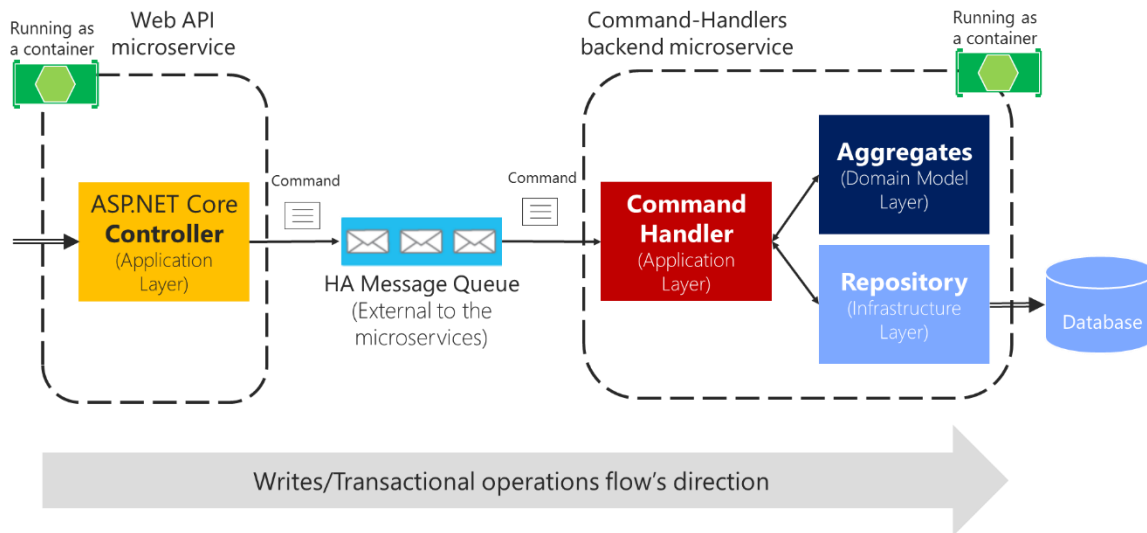 Running as
a container
Web API
microservice
Command-Handlers
backend microservice
Running as
a container
ASP.NET Core
Controller
(Application
Layer)
Command
HA Message Queue
(External to the
microservices)
Command
Command
Handler
(Application
Layer)
Aggregates
(Domain Model
Layer)
Repository
(Infrastructure
Layer)
Database
Writes/Transactional operations flow's direction